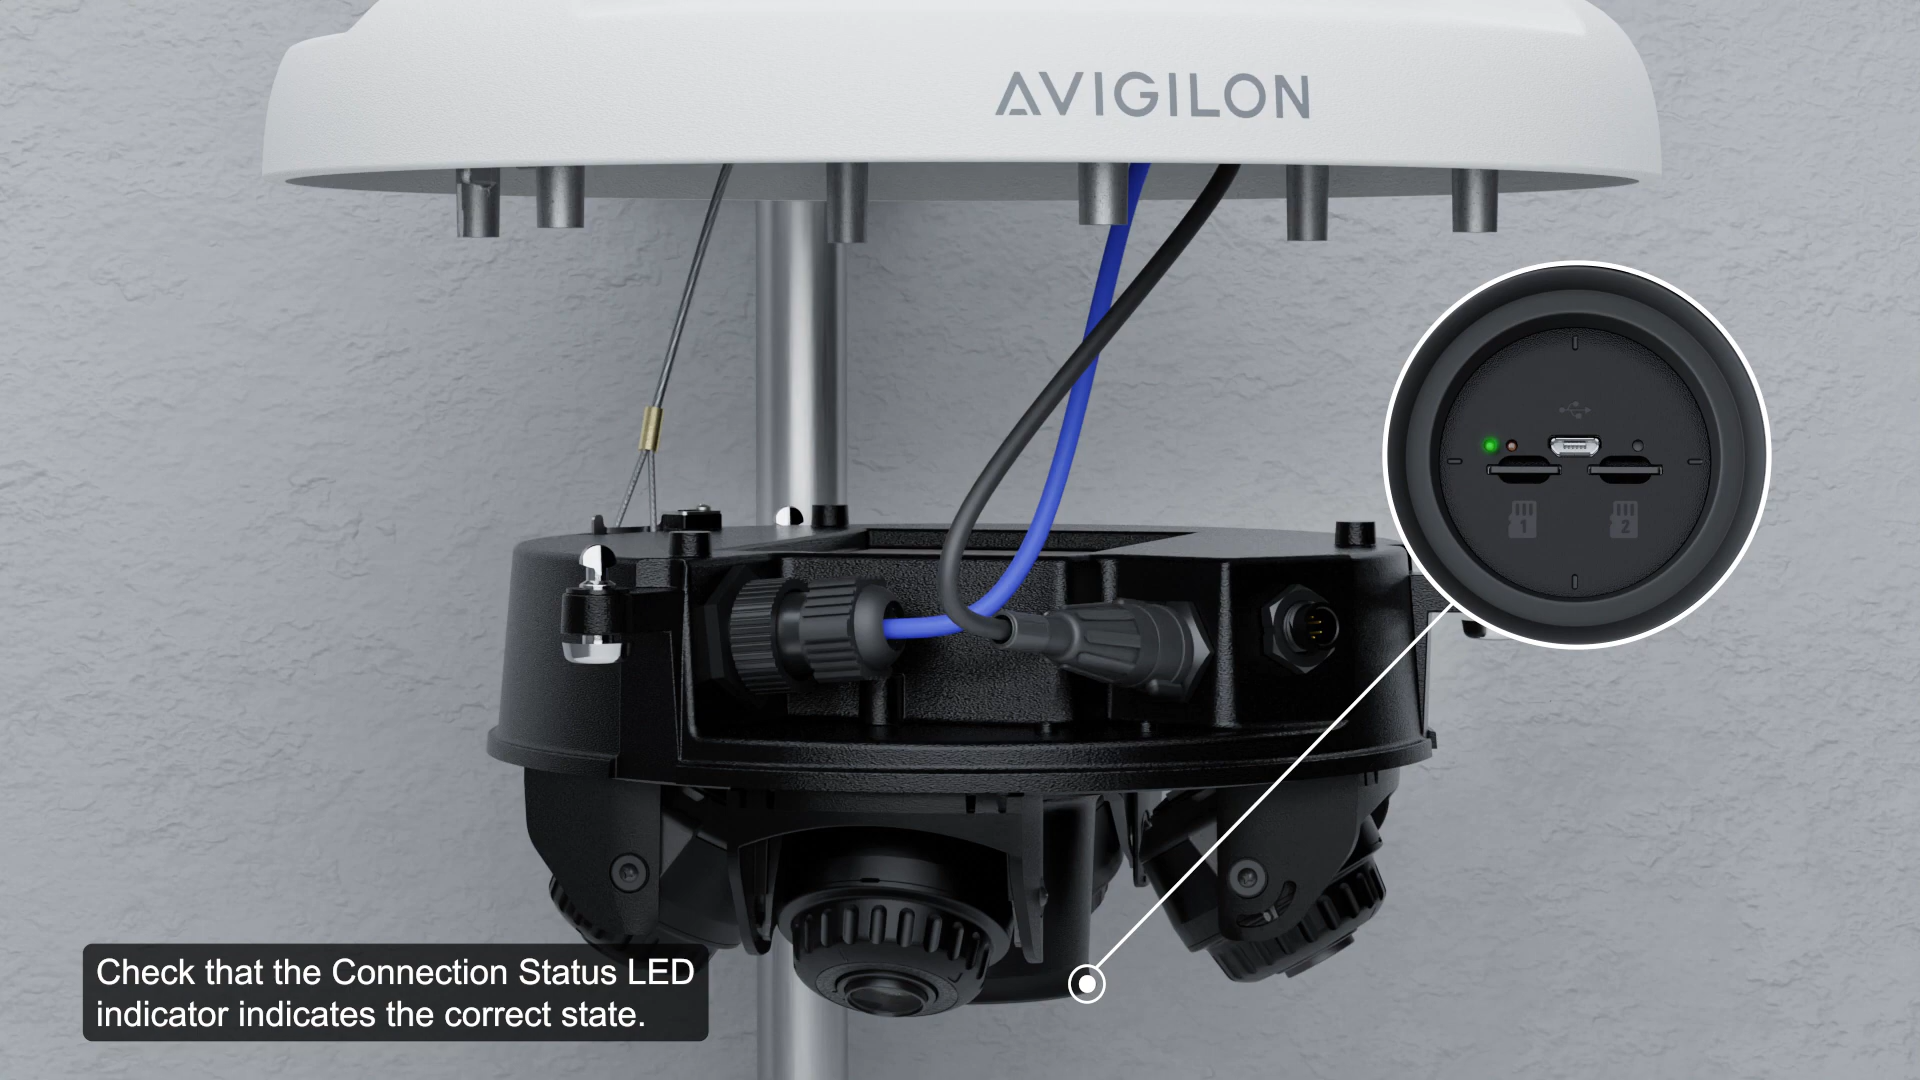 AVIGILON
1
2
Check that the Connection Status LED
indicator indicates the correct state.